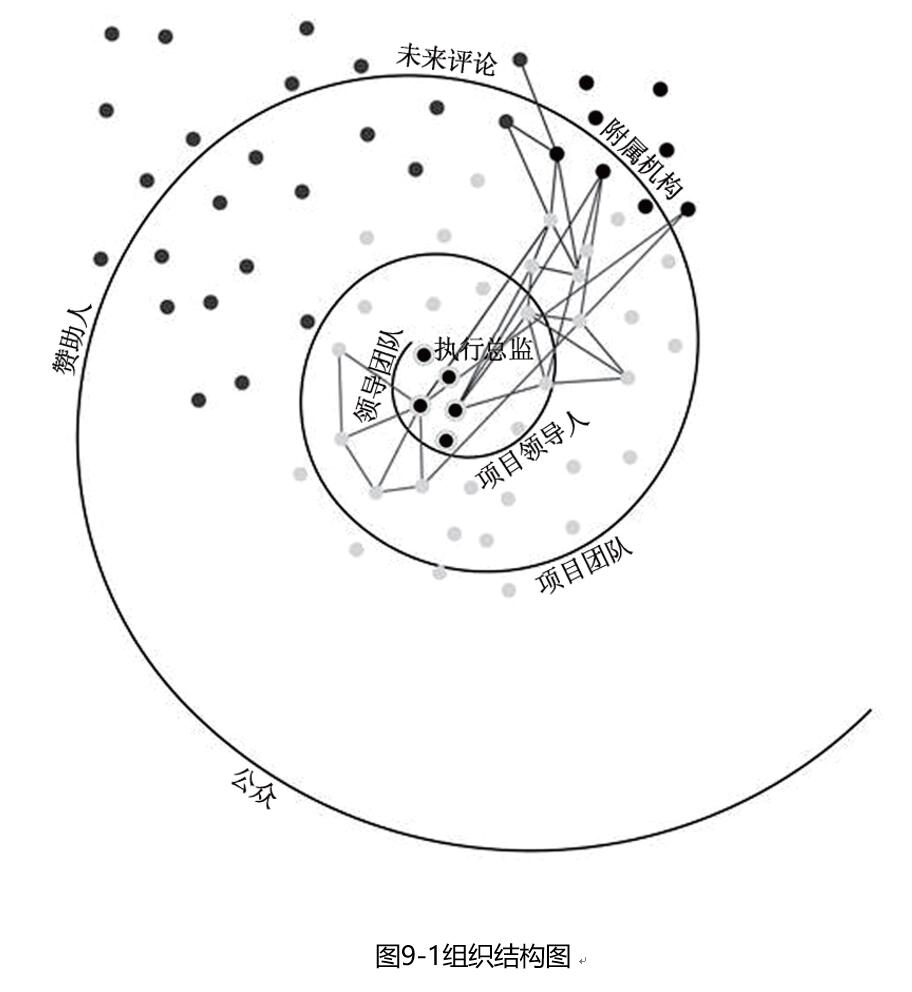 未来评论
附属机构
赞助人
领导团队
执行总监
项目领导人
项目团队
公众
图9-1组织结构图